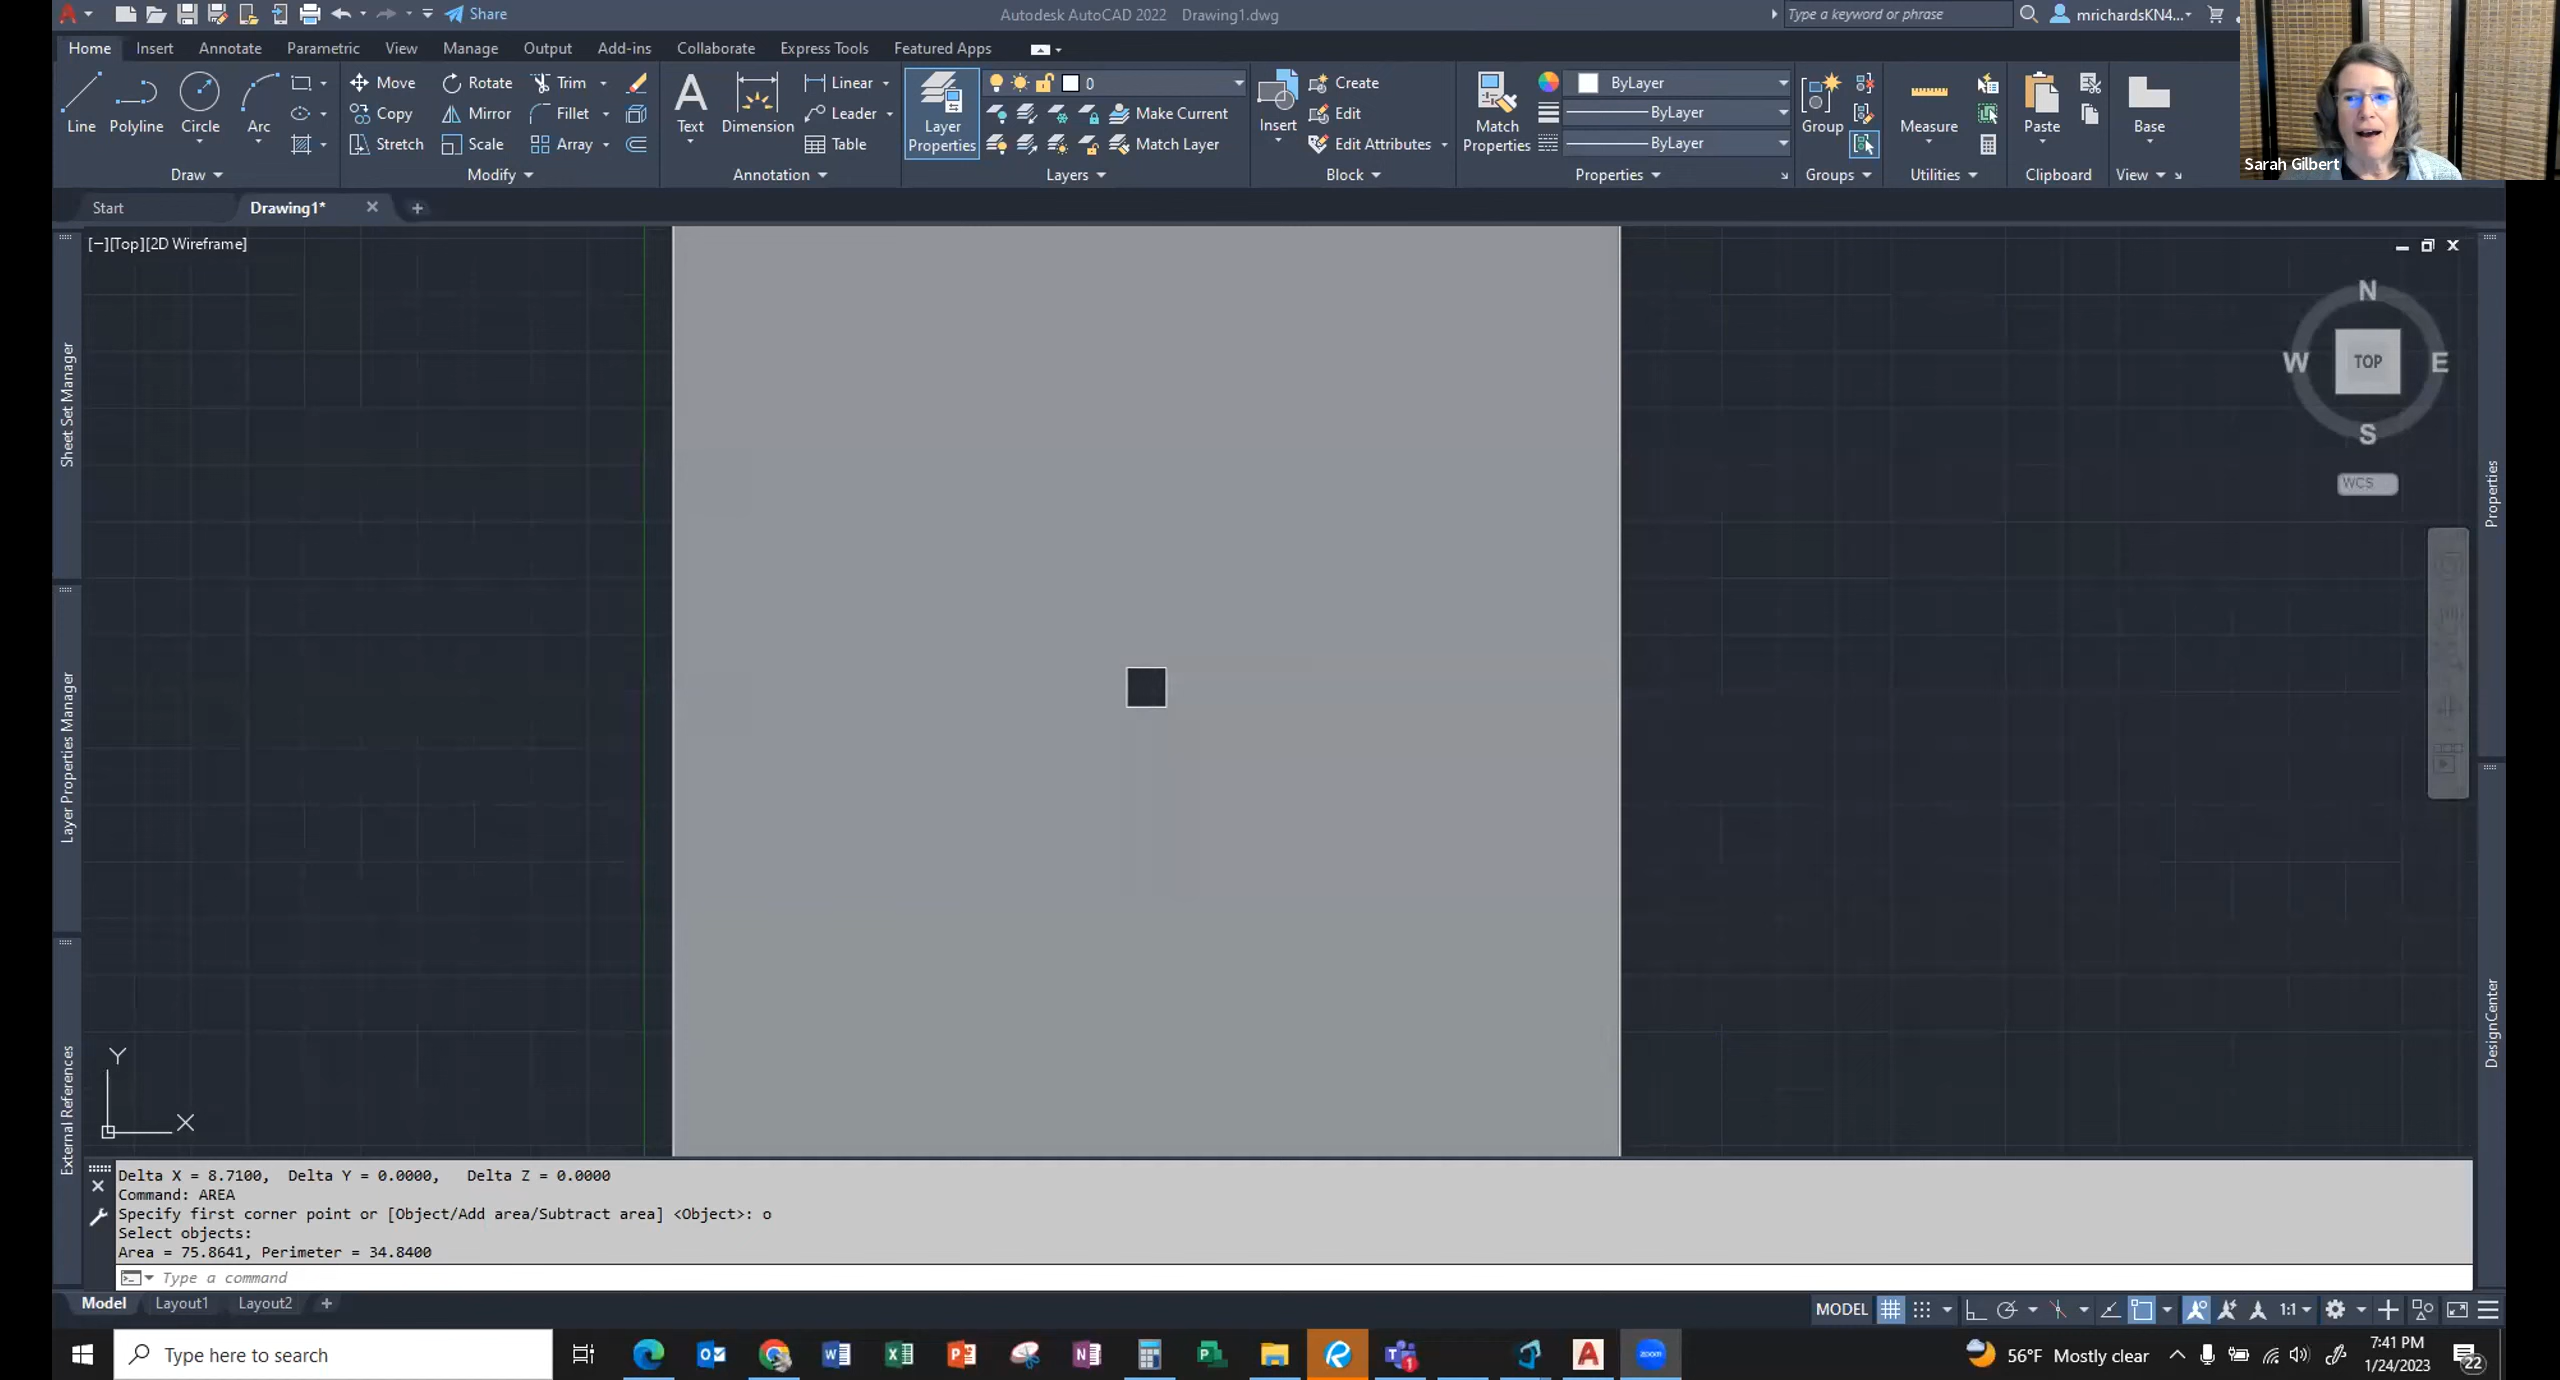 Share
Autodesk AutoCAD 2022 Drawing1.dwg
Type a keyword or phrase
mrichardsKN4...
Home Insert Annotate Parametric View Manage Output Add-ins Collaborate Express Tools Featured Apps
Line Polyline Circle Arc
Draw
Move Rotate Trim
Copy Mirror Fillet
Stretch Scale Array
Modify
Text Dimension
Linear
Leader
Table
Annotation
Layer Properties
0
Make Current
Match Layer
Layers
Insert
Create
Edit
Edit Attributes
Block
Match Properties
ByLayer
ByLayer
ByLayer
Properties
Group
Groups
Measure
Utilities
Paste
Clipboard
Base
View
Sarah Gilbert
Start Drawing1*
[−][Top][2D Wireframe]
Sheet Set Manager
Layer Properties Manager
External References
N
W TOP E
S
WCS
Properties
DesignCenter
Y
X
Delta X = 8.7100, Delta Y = 0.0000, Delta Z = 0.0000
Command: AREA
Specify first corner point or [Object/Add area/Subtract area] <Object>: o
Select objects:
Area = 75.8641, Perimeter = 34.8400
Type a command
Model Layout1 Layout2
MODEL 1:1
Type here to search
56°F Mostly clear
7:41 PM
1/24/2023
22